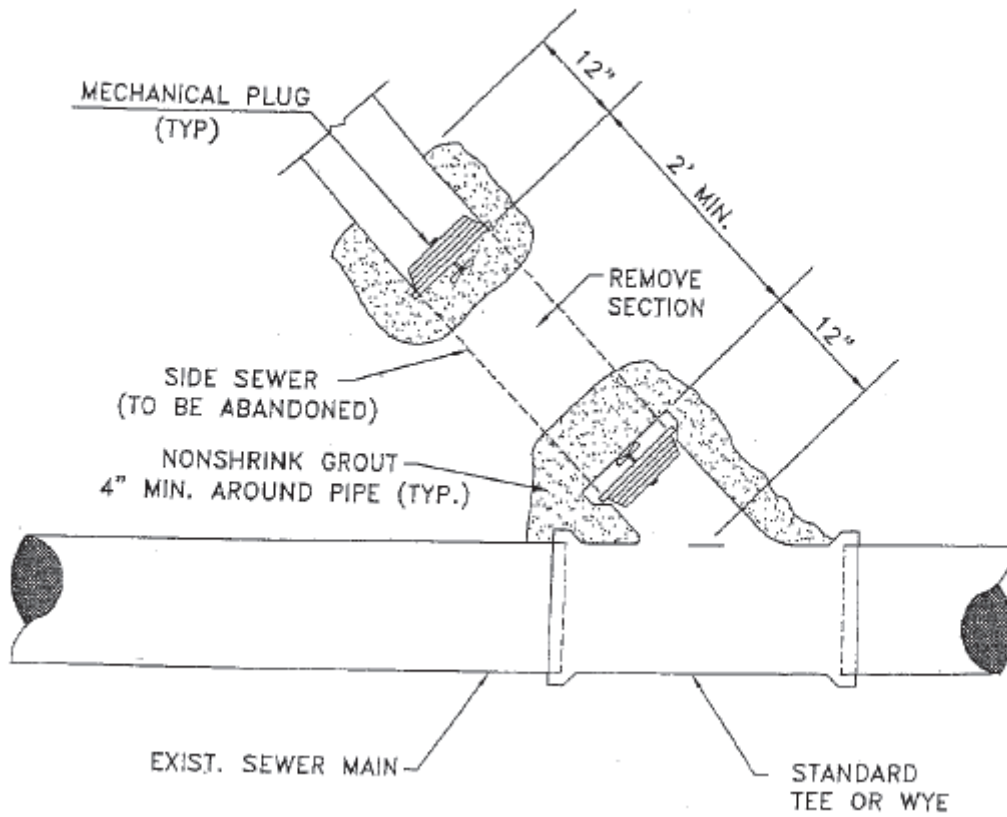 12"
MECHANICAL PLUG
(TYP)
2' MIN.
REMOVE
SECTION
12"
SIDE SEWER
(TO BE ABANDONED)
NONSHRINK GROUT
4" MIN. AROUND PIPE (TYP.)
EXIST. SEWER MAIN
STANDARD
TEE OR WYE